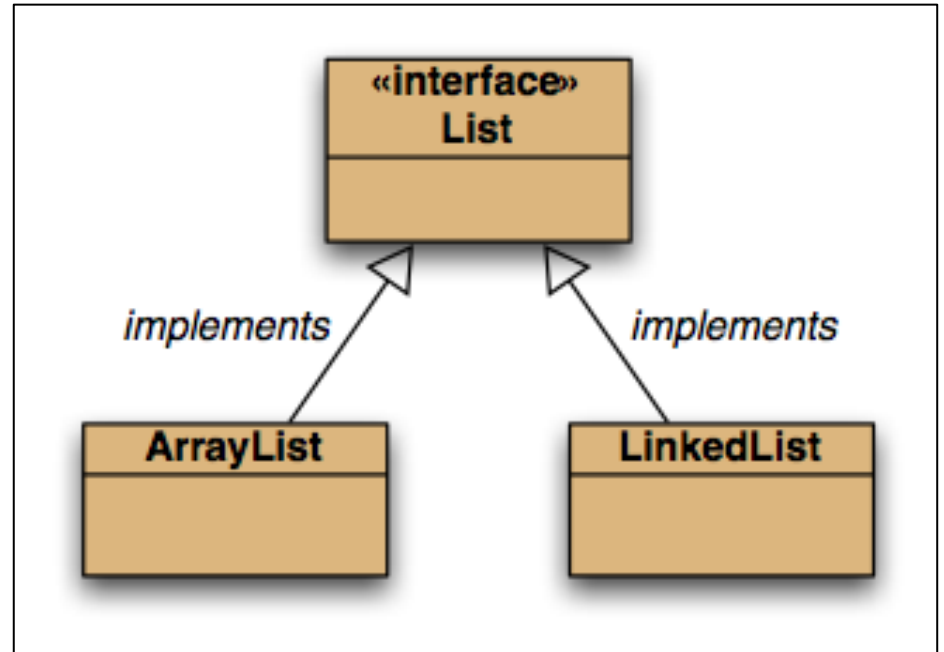 «interface»
List
implements
implements
ArrayList
LinkedList